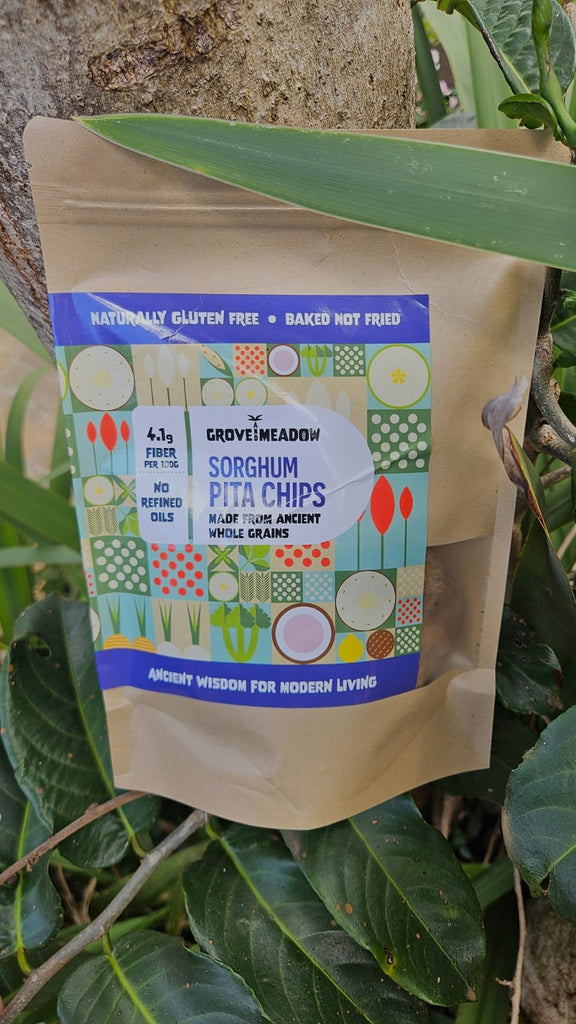 NATURALLY GLUTEN FREE • BAKED NOT FRIED
4.1g
FIBER
PER 100G
NO
REFINED
OILS
GROVE AND MEADOW
SORGHUM
PITA CHIPS
MADE FROM ANCIENT
WHOLE GRAINS
ANCIENT WISDOM FOR MODERN LIVING